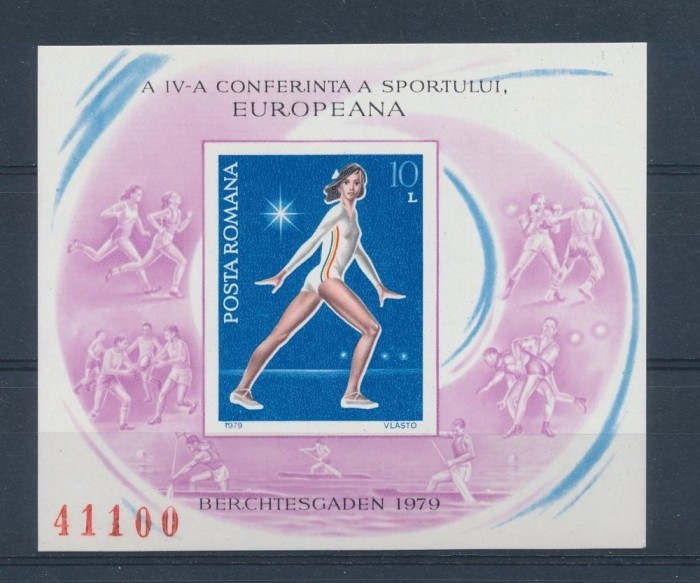 A IV-A CONFERINTA A SPORTULUI,
EUROPEANA
10
L
POSTA ROMANA
1979
VLASTO
BERCHTESGADEN 1979
41100